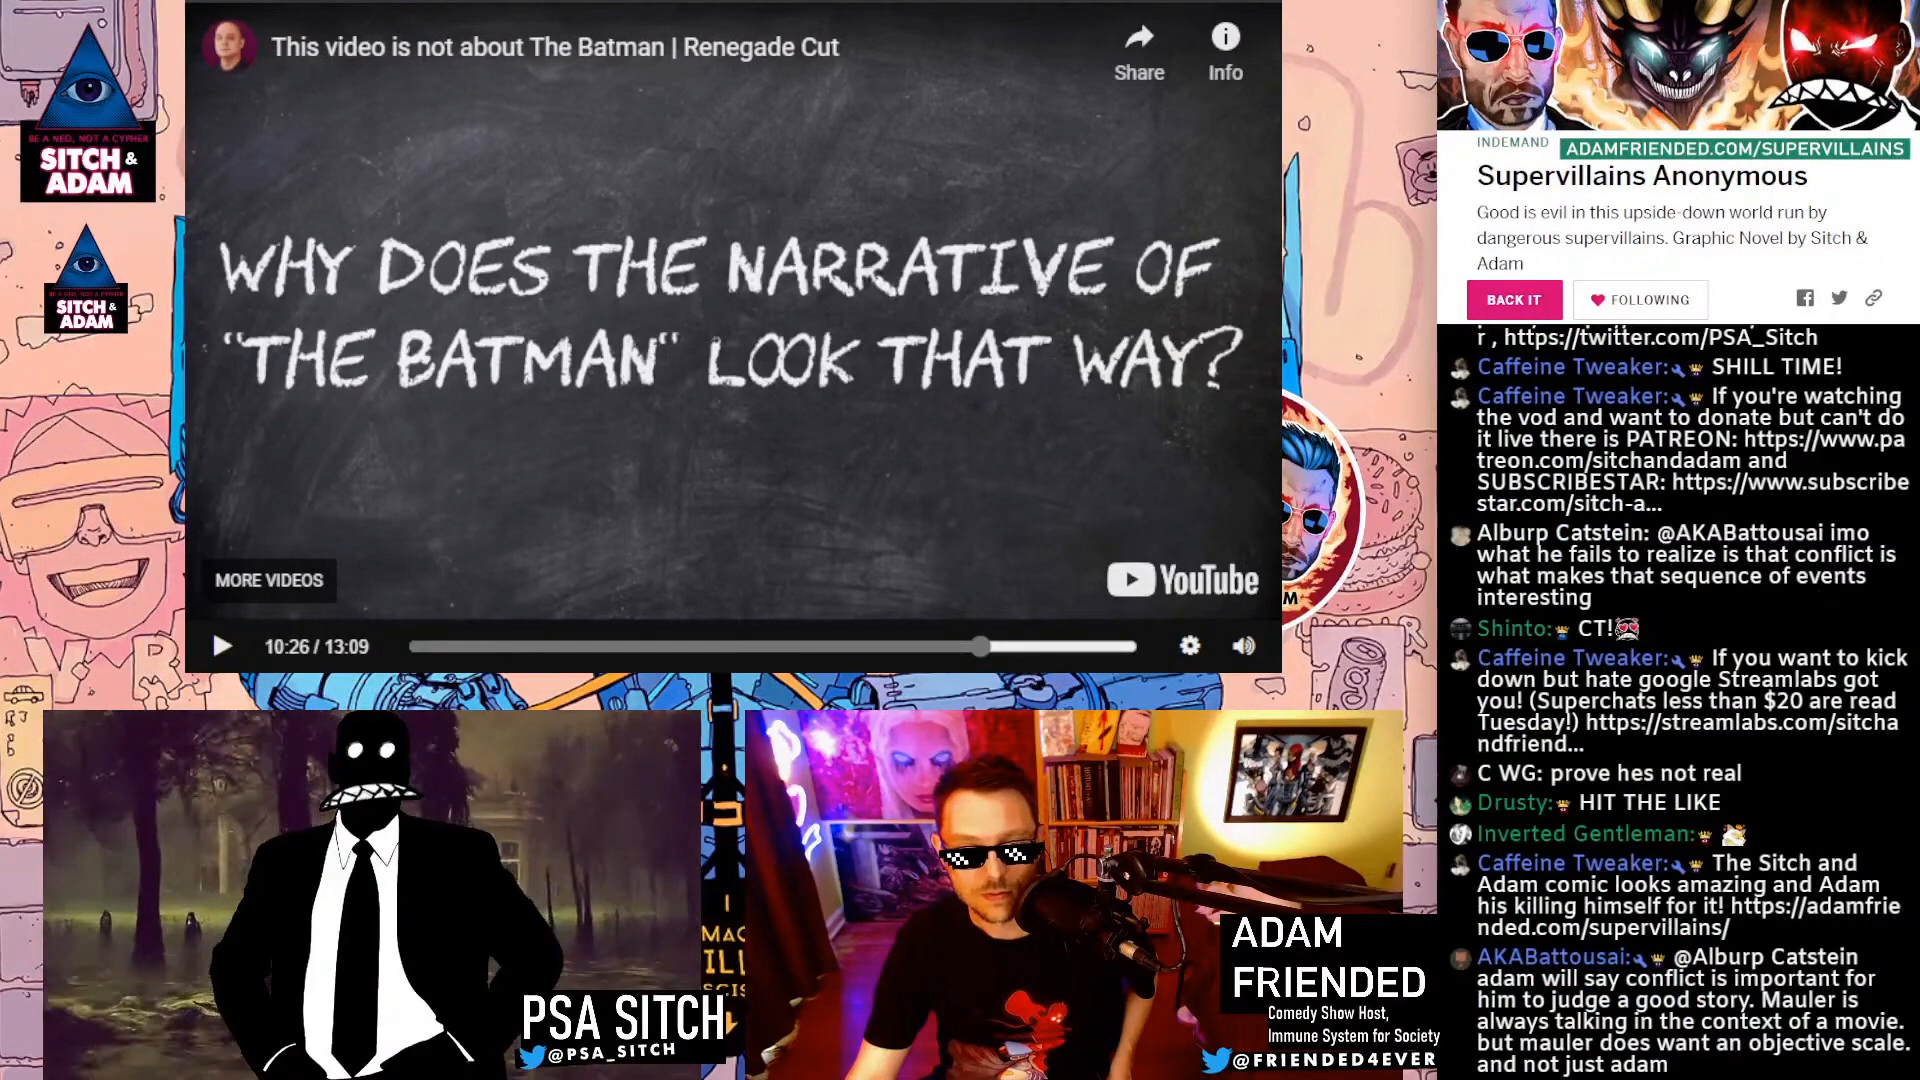 This video is not about The Batman | Renegade Cut
Share
Info
WHY DOES THE NARRATIVE OF
"THE BATMAN" LOOK THAT WAY?
MORE VIDEOS
YouTube
10:26 / 13:09
BE A NEO, NOT A CYPHER
SITCH &
ADAM
SITCH &
ADAM
INDEMAND
ADAMFRIENDED.COM/SUPERVILLAINS
Supervillains Anonymous
Good is evil in this upside-down world run by
dangerous supervillains. Graphic Novel by Sitch &
Adam
BACK IT
FOLLOWING
r , https://twitter.com/PSA_Sitch
Caffeine Tweaker: SHILL TIME!
Caffeine Tweaker: If you're watching
the vod and want to donate but can't do
it live there is PATREON: https://www.pa
treon.com/sitchandadam and
SUBSCRIBESTAR: https://www.subscribe
star.com/sitch-a...
Alburp Catstein: @AKABattousai imo
what he fails to realize is that conflict is
what makes that sequence of events
interesting
Shinto: CT!
Caffeine Tweaker: If you want to kick
down but hate google Streamlabs got
you! (Superchats less than $20 are read
Tuesday!) https://streamlabs.com/sitcha
ndfriend...
C WG: prove hes not real
Drusty: HIT THE LIKE
Inverted Gentleman:
Caffeine Tweaker: The Sitch and
Adam comic looks amazing and Adam
his killing himself for it! https://adamfrie
nded.com/supervillains/
AKABattousai: @Alburp Catstein
adam will say conflict is important for
him to judge a good story. Mauler is
always talking in the context of a movie.
but mauler does want an objective scale.
and not just adam
PSA SITCH
@PSA_SITCH
ADAM
FRIENDED
Comedy Show Host,
Immune System for Society
@FRIENDED4EVER